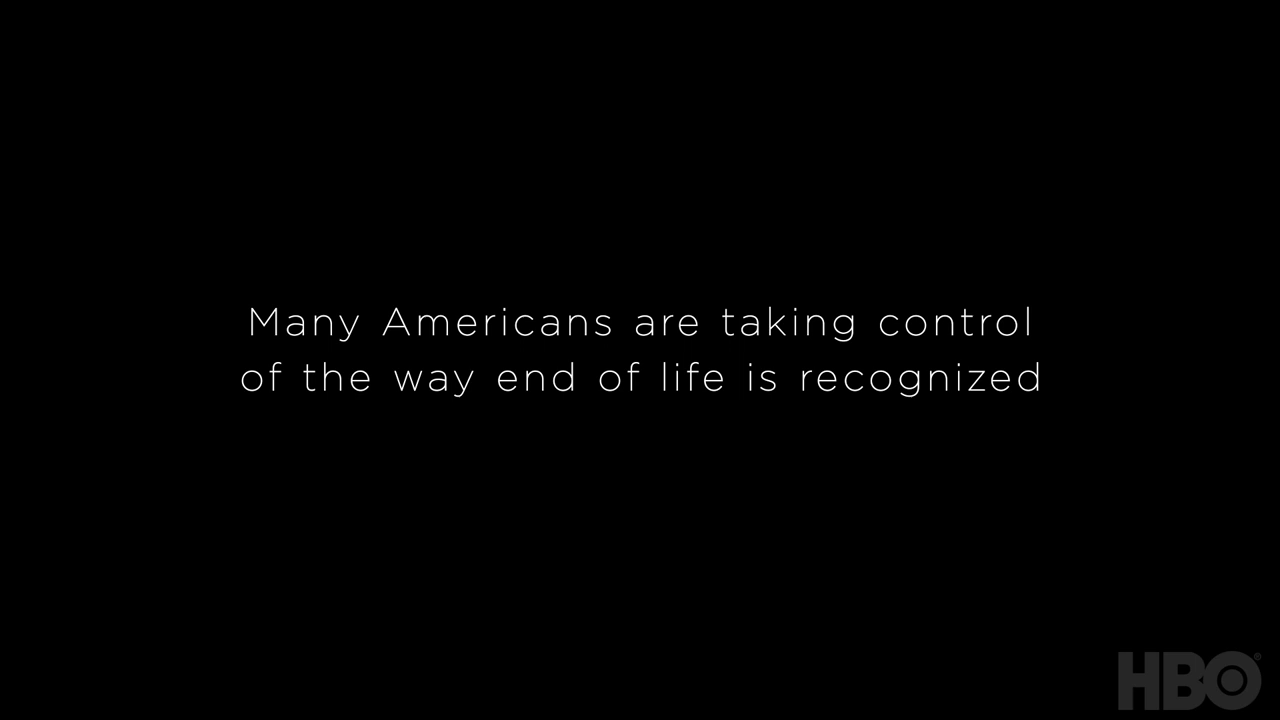 Many Americans are taking control
of the way end of life is recognized
HBO®